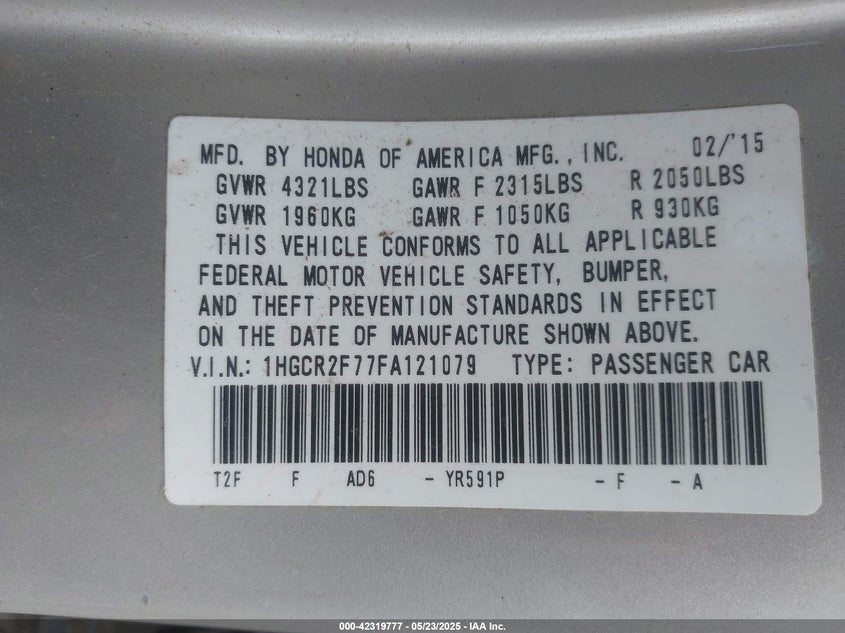 MFD. BY HONDA OF AMERICA MFG., INC. 02/'15
GVWR 4321LBS GAWR F 2315LBS R 2050LBS
GVWR 1960KG GAWR F 1050KG R 930KG
THIS VEHICLE CONFORMS TO ALL APPLICABLE
FEDERAL MOTOR VEHICLE SAFETY, BUMPER,
AND THEFT PREVENTION STANDARDS IN EFFECT
ON THE DATE OF MANUFACTURE SHOWN ABOVE.
V.I.N.: 1HGCR2F77FA121079 TYPE: PASSENGER CAR
T2F F AD6 - YR591P - F - A
000-42319777 - 05/23/2025 - IAA Inc.